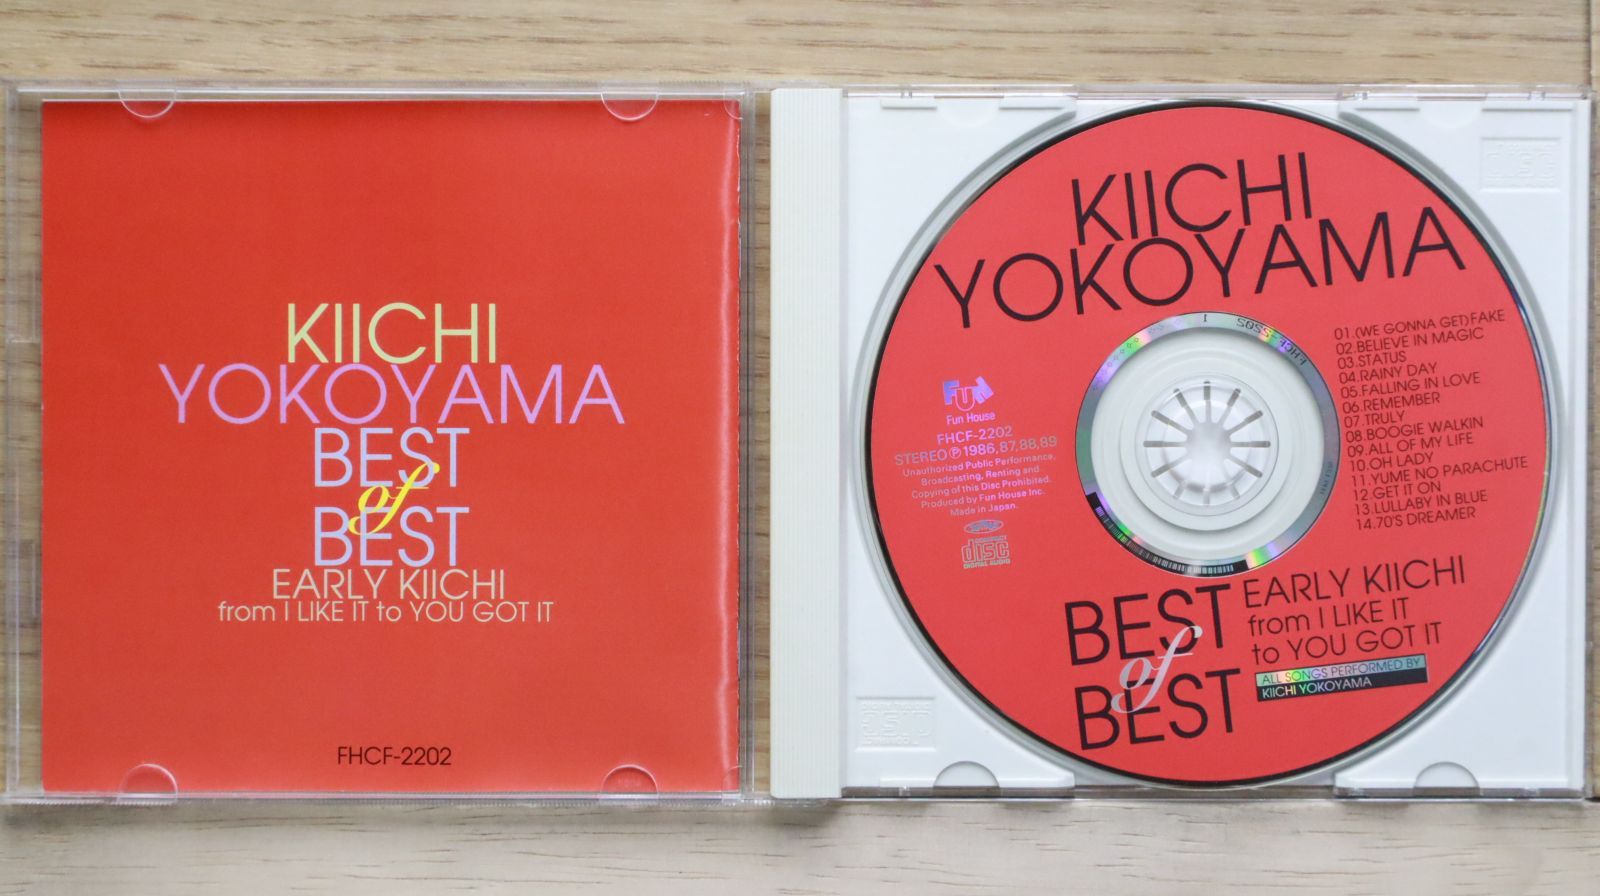 KIICHI
YOKOYAMA
BEST
of
BEST
EARLY KIICHI
from I LIKE IT to YOU GOT IT
FHCF-2202
KIICHI
YOKOYAMA
01.(WE GONNA GET) FAKE
02.BELIEVE IN MAGIC
03.STATUS
04.RAINY DAY
05.FALLING IN LOVE
06.REMEMBER
07.TRULY
08.BOOGIE WALKIN
09.ALL OF MY LIFE
10.OH LADY
11.YUME NO PARACHUTE
12.GET IT ON
13.LULLABY IN BLUE
14.70'S DREAMER
Fun
Fun House
FHCF-2202
STEREO Ⓟ 1986,87,88,89
Unauthorized Public Performance,
Broadcasting, Renting and
Copying of this Disc Prohibited.
Produced by Fun House Inc.
Made in Japan.
COMPACT
disc
DIGITAL AUDIO
BEST
of
BEST
EARLY KIICHI
from I LIKE IT
to YOU GOT IT
ALL SONGS PERFORMED BY
KIICHI YOKOYAMA